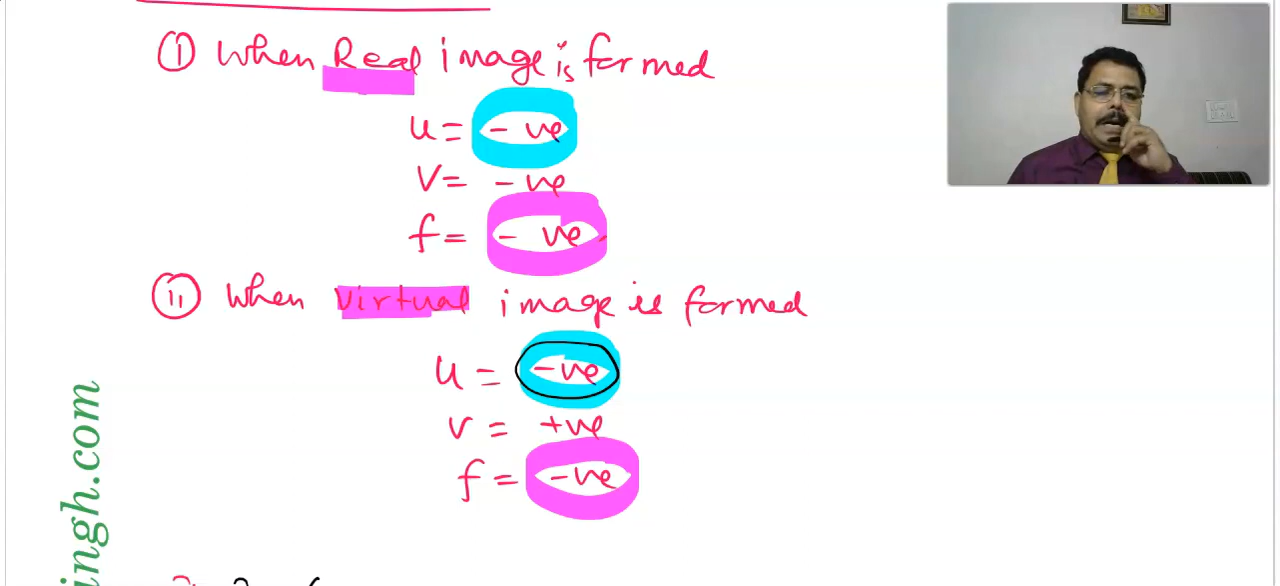 ① When Real image is formed
u = -ve
v = -ve
f = -ve
ⅱ When virtual image is formed
u = -ve
v = +ve
f = -ve
ingh.com